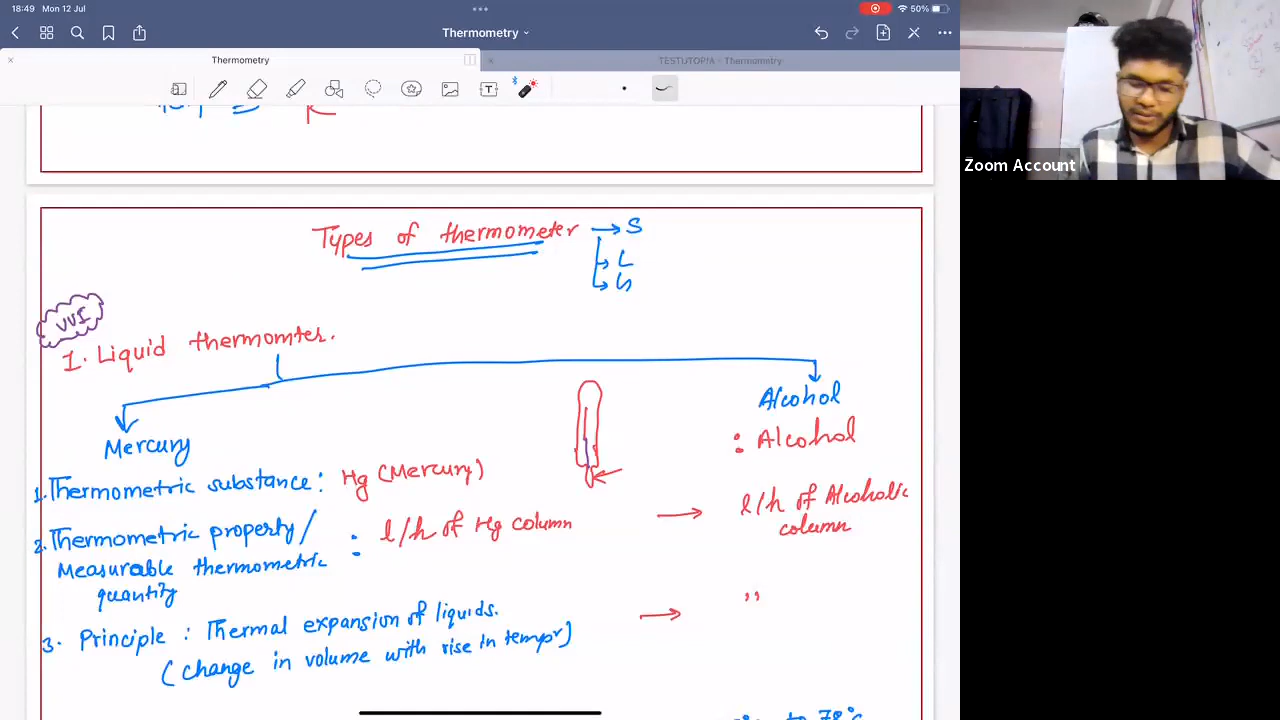 18:49 Mon 12 Jul
50%
Thermometry
Thermometry
TESTUTOPIA - Thermometry
Zoom Account
Types of thermometer → S
→ L
→ G
VVI
1. Liquid thermomter.
Mercury
Alcohol
1. Thermometric substance : Hg (Mercury)
: Alcohol
2. Thermometric property/
Measurable thermometric
quantity
: l/h of Hg column
→ l/h of Alcoholic
column
3. Principle : Thermal expansion of liquids.
(change in volume with rise in tempr)
→ ,,
to 78°C